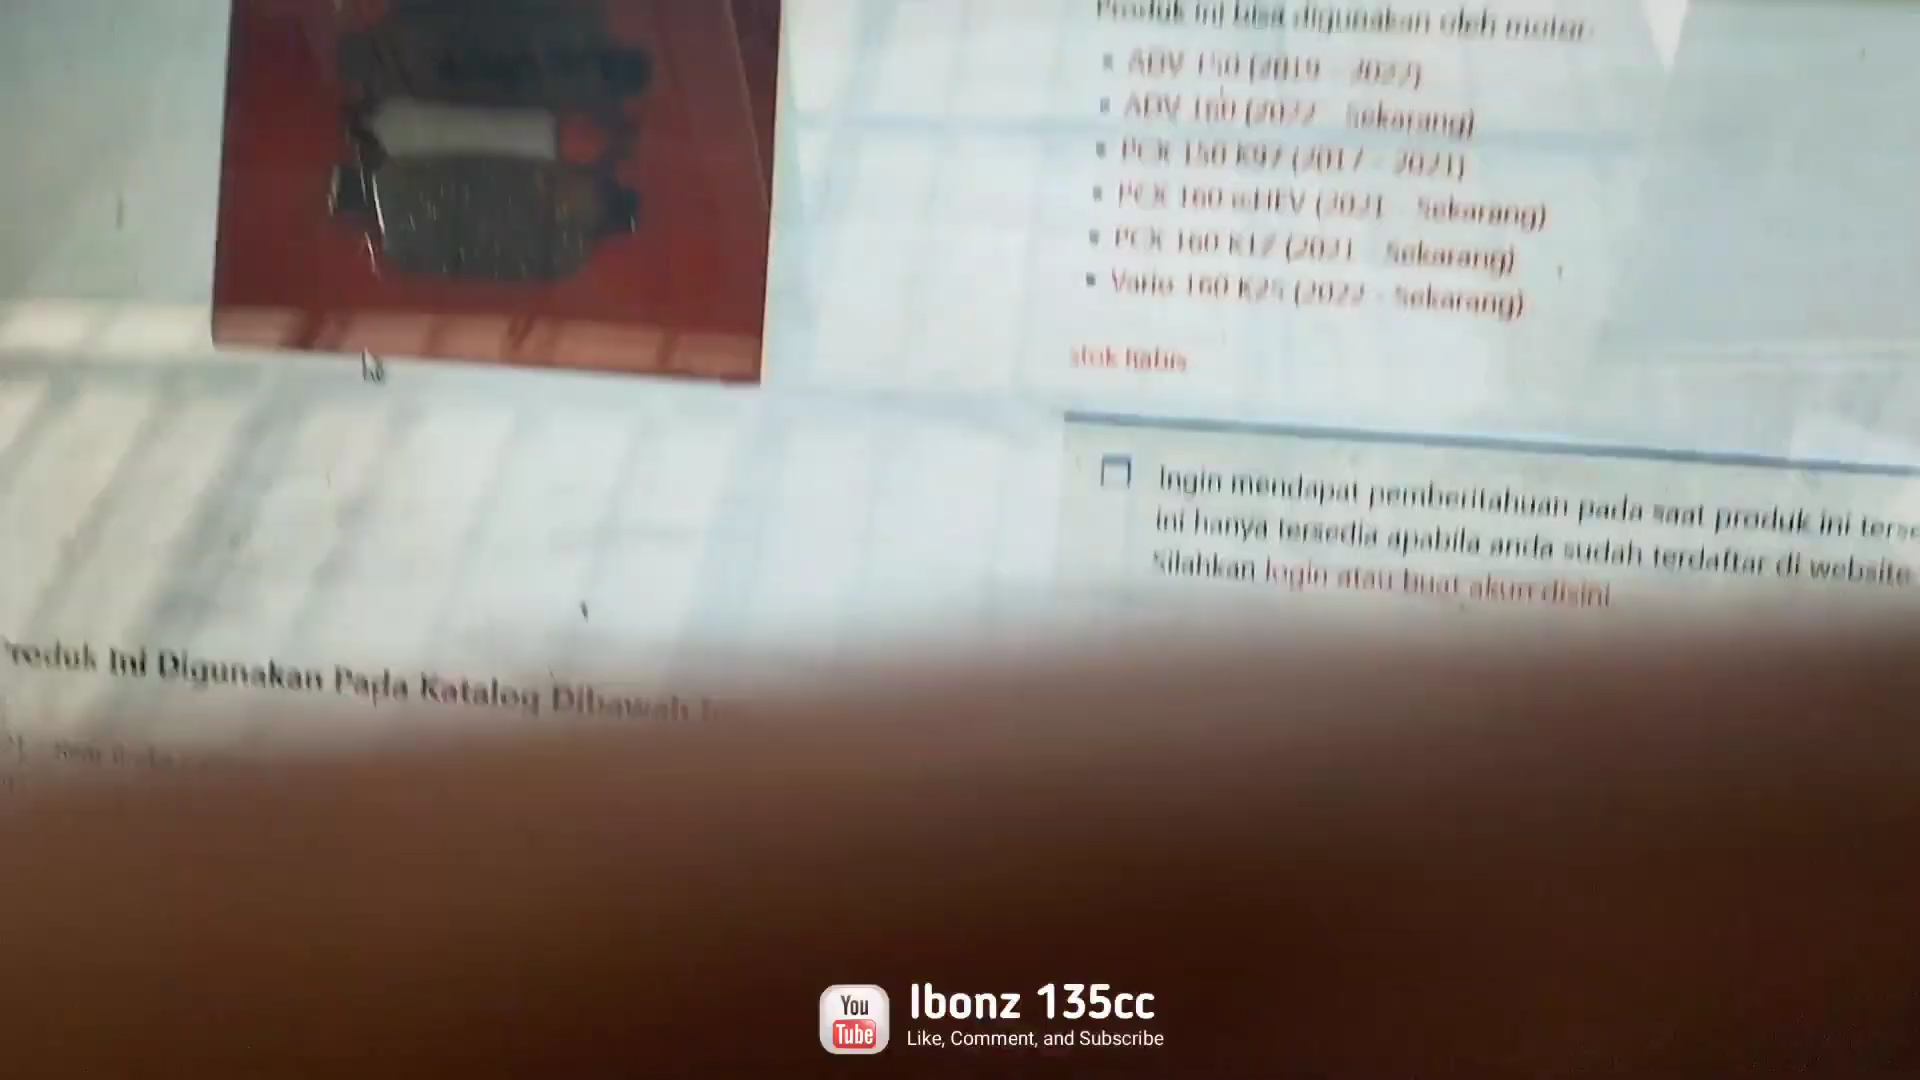 Produk ini bisa digunakan oleh motor:
ADV 150 (2019 - 2022)
ADV 160 (2022 - Sekarang)
PCX 150 K97 (2017 - 2021)
PCX 160 eHEV (2021 - Sekarang)
PCX 160 K1Z (2021 - Sekarang)
Vario 160 K2S (2022 - Sekarang)
stok habis
Ingin mendapat pemberitahuan pada saat produk ini
ini hanya tersedia apabila anda sudah terdaftar di website
Silahkan login atau buat akun disini
Produk Ini Digunakan Pada Katalog Dibawah
You
Tube
Ibonz 135cc
Like, Comment, and Subscribe